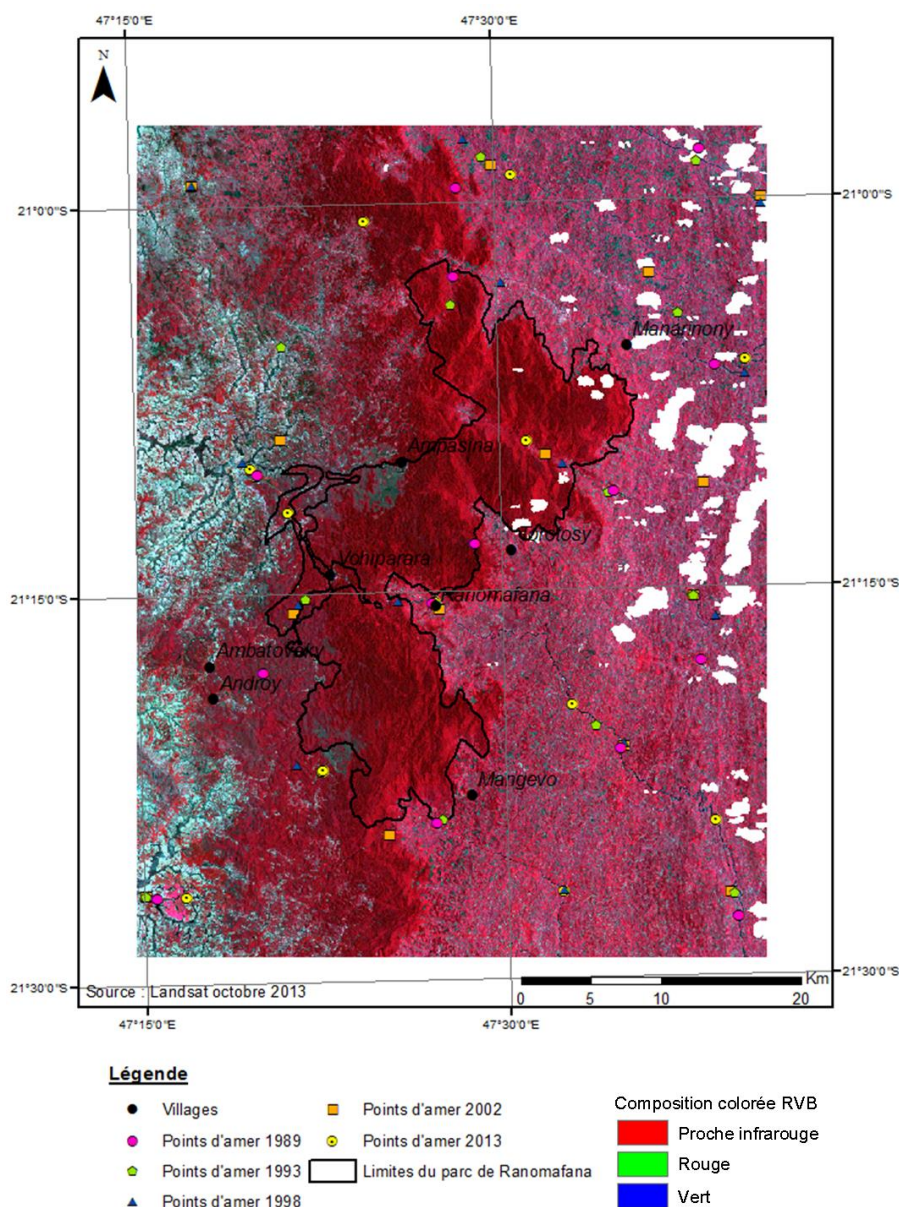 47°15'0"E
47°30'0"E
N
21°0'0"S
21°0'0"S
Manarinony
Ampasina
Vohiparara
Ranomafana
21°15'0"S
21°15'0"S
Ambatovaky
Androy
Mangevo
21°30'0"S
21°30'0"S
Source : Landsat octobre 2013
Km
0
5
10
20
47°15'0"E
47°30'0"E
Légende
Villages
Points d'amer 1989
Points d'amer 1993
Points d'amer 1998
Points d'amer 2002
Points d'amer 2013
Limites du parc de Ranomafana
Composition colorée RVB
Proche infrarouge
Rouge
Vert